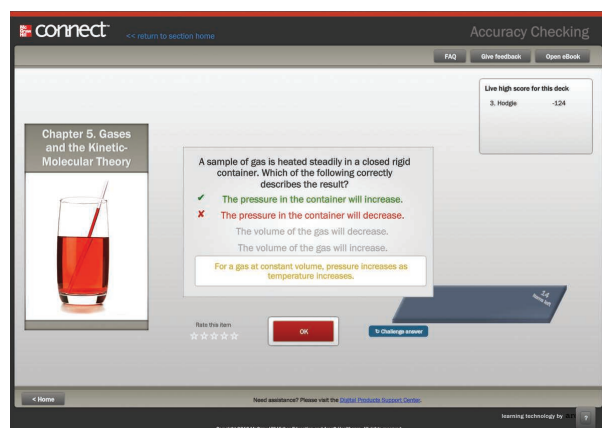 connect
<< return to section home
Accuracy Checking
FAQ
Give feedback
Open eBook
Live high score for this deck
3. Hodgie -124
Chapter 5. Gases
and the Kinetic-
Molecular Theory
A sample of gas is heated steadily in a closed rigid
container. Which of the following correctly
describes the result?
✔ The pressure in the container will increase.
✘ The pressure in the container will decrease.
The volume of the gas will decrease.
The volume of the gas will increase.
For a gas at constant volume, pressure increases as
temperature increases.
14
items left
Rate this item
OK
Challenge answer
< Home
Need assistance? Please visit the Digital Products Support Center.
learning technology by
?